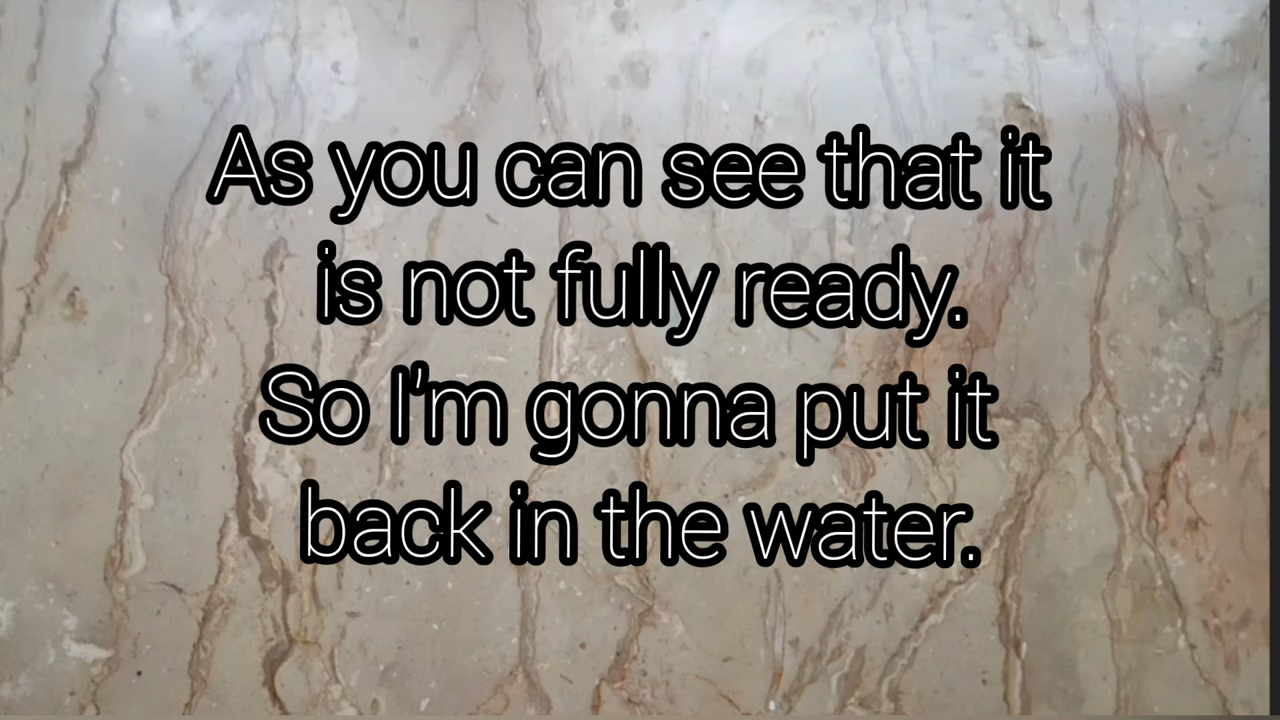 As you can see that it
is not fully ready.
So I'm gonna put it
back in the water.